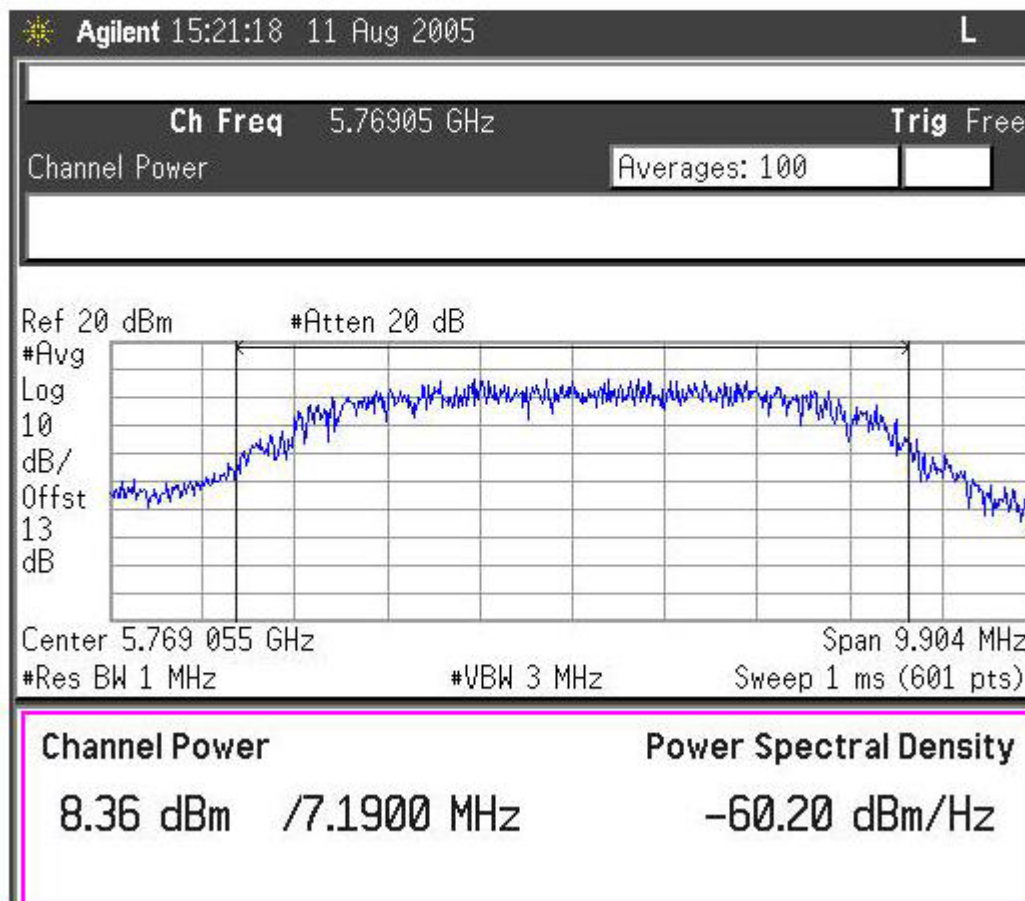 Agilent 15:21:18 11 Aug 2005 L
Ch Freq 5.76905 GHz Trig Free
Channel Power Averages: 100
Ref 20 dBm #Atten 20 dB
#Avg
Log
10
dB/
Offst
13
dB
Center 5.769 055 GHz Span 9.904 MHz
#Res BW 1 MHz #VBW 3 MHz Sweep 1 ms (601 pts)
Channel Power Power Spectral Density
8.36 dBm /7.1900 MHz -60.20 dBm/Hz